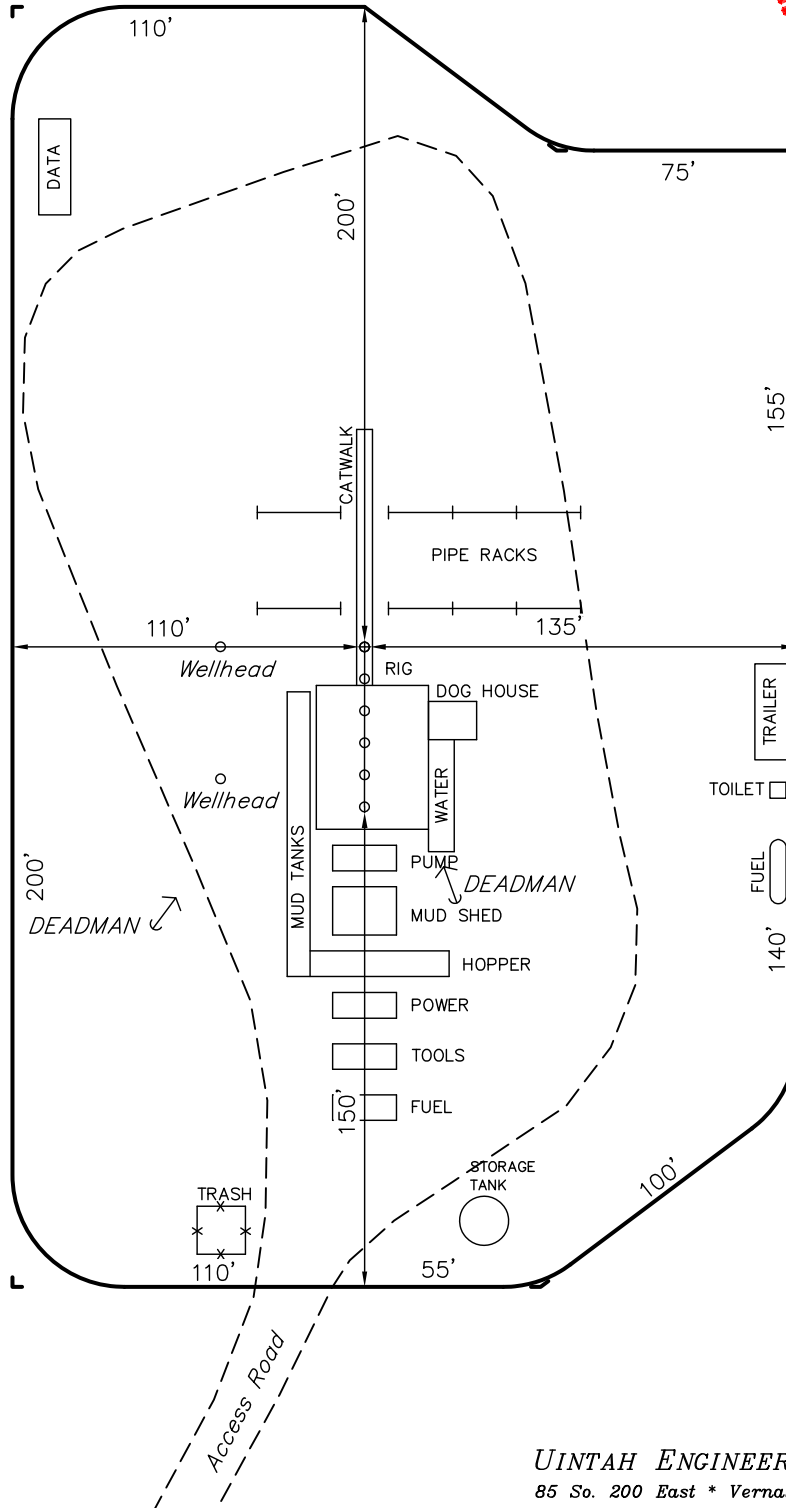 110'
DATA
75'
200'
155'
CATWALK
PIPE RACKS
110'
135'
Wellhead
RIG
DOG HOUSE
TRAILER
Wellhead
WATER
TOILET
MUD TANKS
PUMP
FUEL
200'
DEADMAN
DEADMAN
MUD SHED
140'
HOPPER
POWER
TOOLS
150'
FUEL
STORAGE
TANK
100'
TRASH
110'
55'
Access Road
UINTAH ENGINEER
85 So. 200 East * Verna